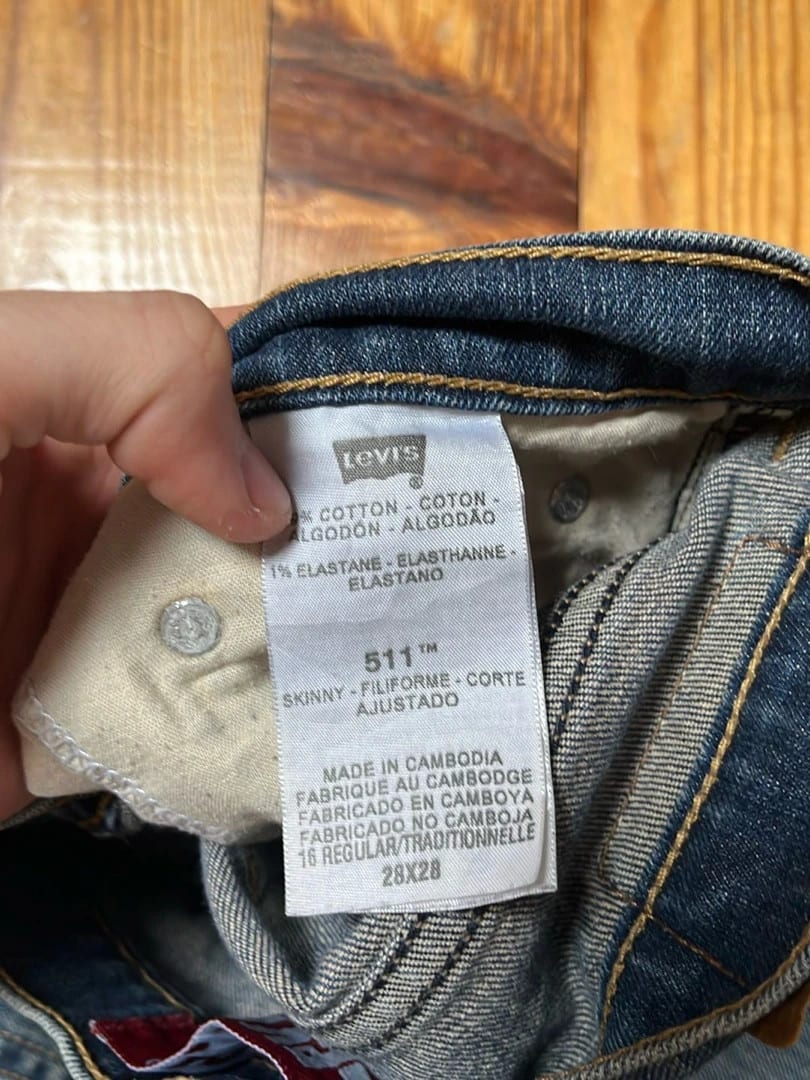 Levi's
®
% COTTON - COTON -
ALGODÓN - ALGODÃO
1% ELASTANE - ELASTHANNE -
ELASTANO
511™
SKINNY - FILIFORME - CORTE
AJUSTADO
MADE IN CAMBODIA
FABRIQUE AU CAMBODGE
FABRICADO EN CAMBOYA
FABRICADO NO CAMBOJA
16 REGULAR/TRADITIONNELLE
28X28